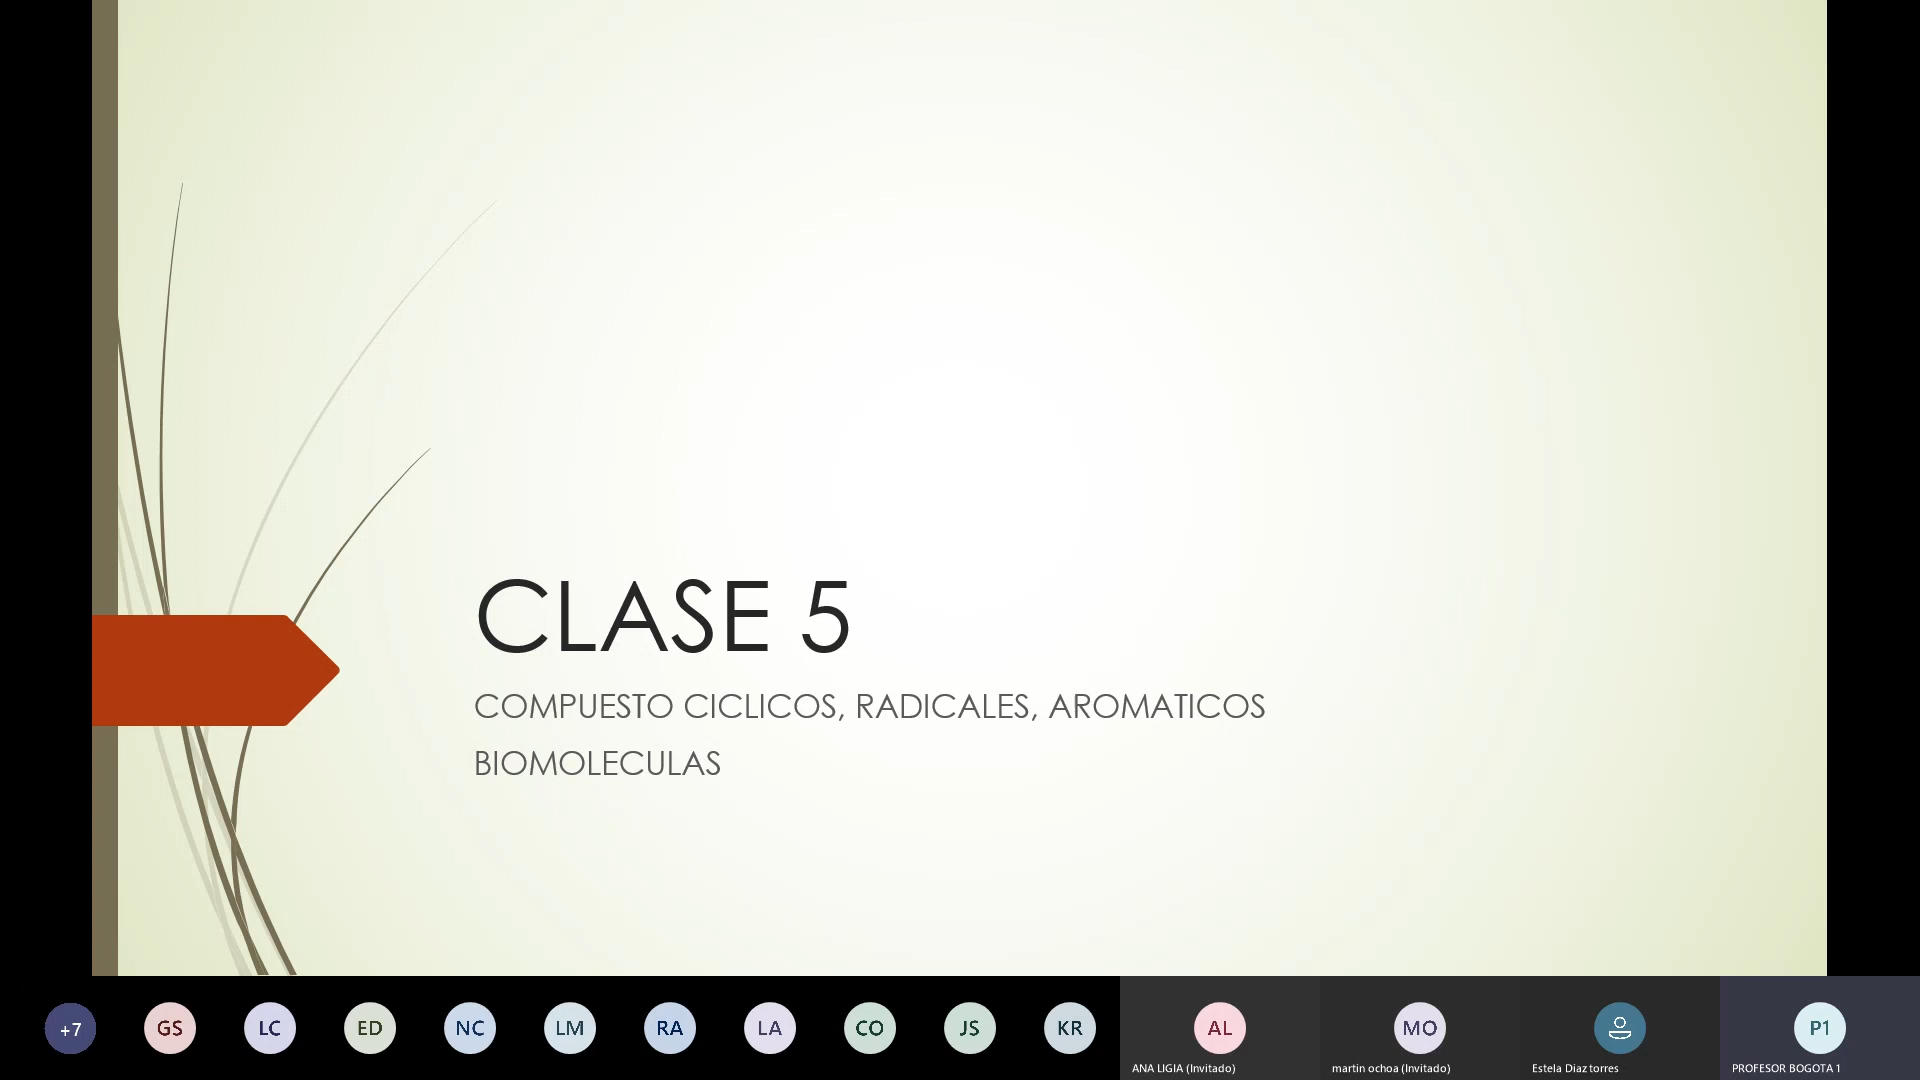 CLASE 5
COMPUESTO CICLICOS, RADICALES, AROMATICOS
BIOMOLECULAS
+7
GS
LC
ED
NC
LM
RA
LA
CO
JS
KR
AL
MO
P1
ANA LIGIA (Invitado)
martin ochoa (Invitado)
Estela Diaz torres
PROFESOR BOGOTA 1